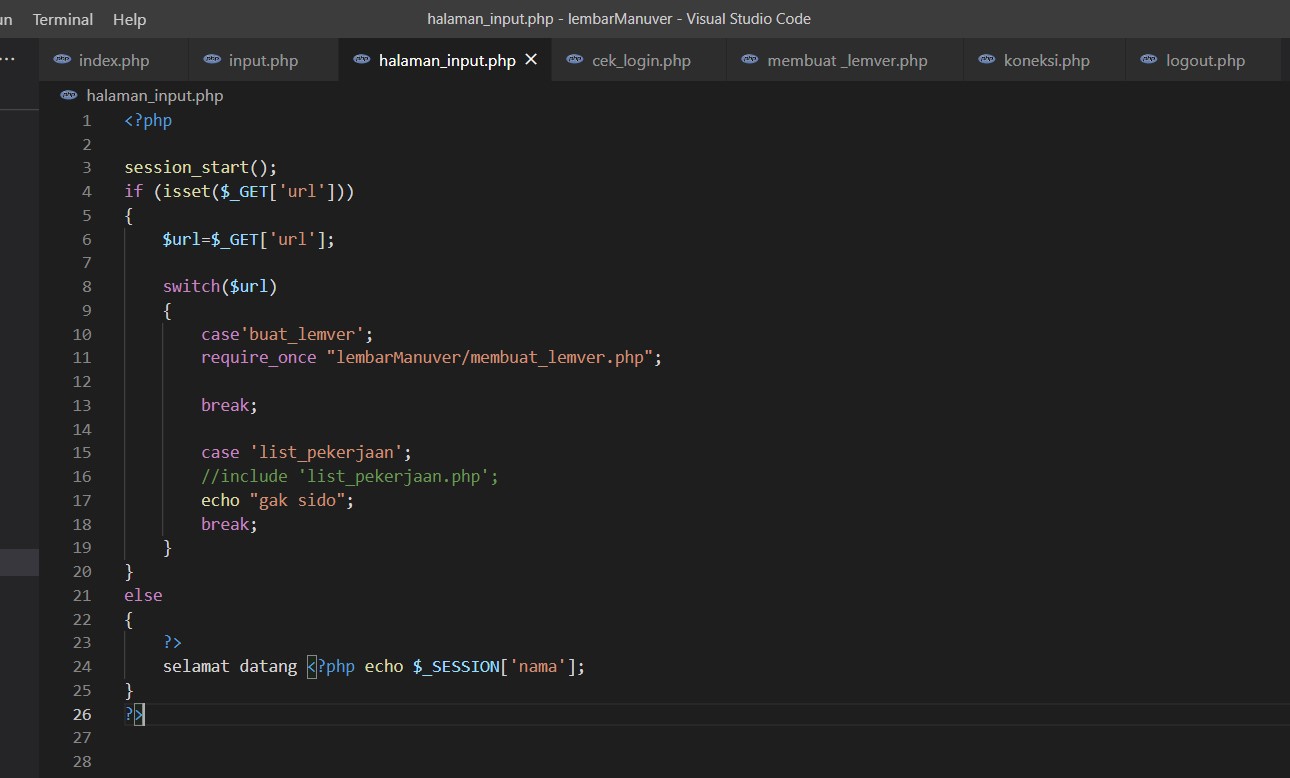 un Terminal Help halaman_input.php - lembarManuver - Visual Studio Code
... index.php input.php halaman_input.php × cek_login.php membuat _lemver.php koneksi.php logout.php
halaman_input.php
1 <?php
2
3 session_start();
4 if (isset($_GET['url']))
5 {
6 $url=$_GET['url'];
7
8 switch($url)
9 {
10 case'buat_lemver';
11 require_once "lembarManuver/membuat_lemver.php";
12
13 break;
14
15 case 'list_pekerjaan';
16 //include 'list_pekerjaan.php';
17 echo "gak sido";
18 break;
19 }
20 }
21 else
22 {
23 ?>
24 selamat datang <?php echo $_SESSION['nama'];
25 }
26 ?>
27
28